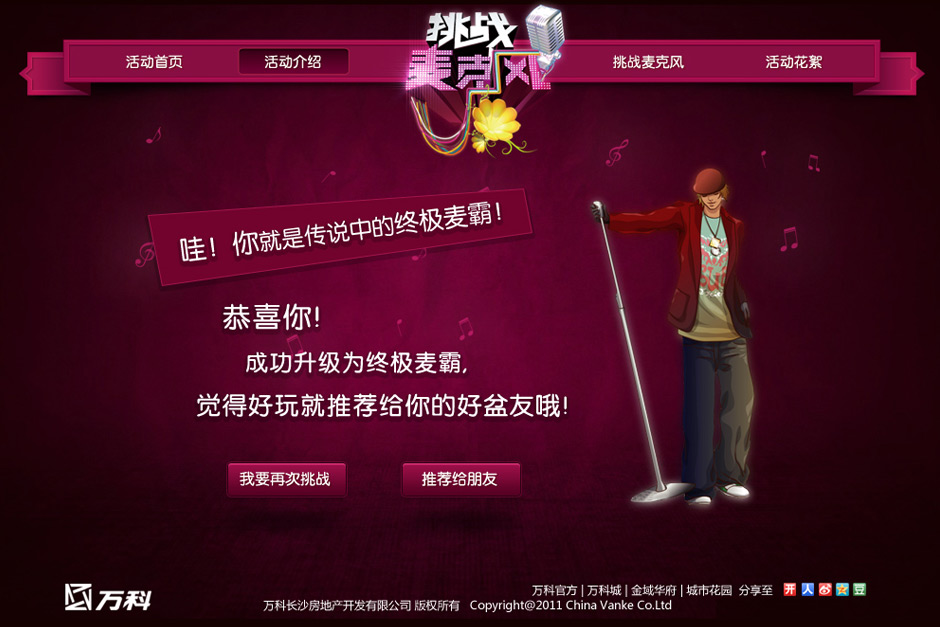 挑战
麦克风
活动首页
活动介绍
挑战麦克风
活动花絮
哇！你就是传说中的终极麦霸！
恭喜你！
成功升级为终极麦霸，
觉得好玩就推荐给你的好盆友哦！
我要再次挑战
推荐给朋友
万科
万科官方 | 万科城 | 金域华府 | 城市花园 分享至 开 人 豆
万科长沙房地产开发有限公司 版权所有 Copyright@2011 China Vanke Co.Ltd